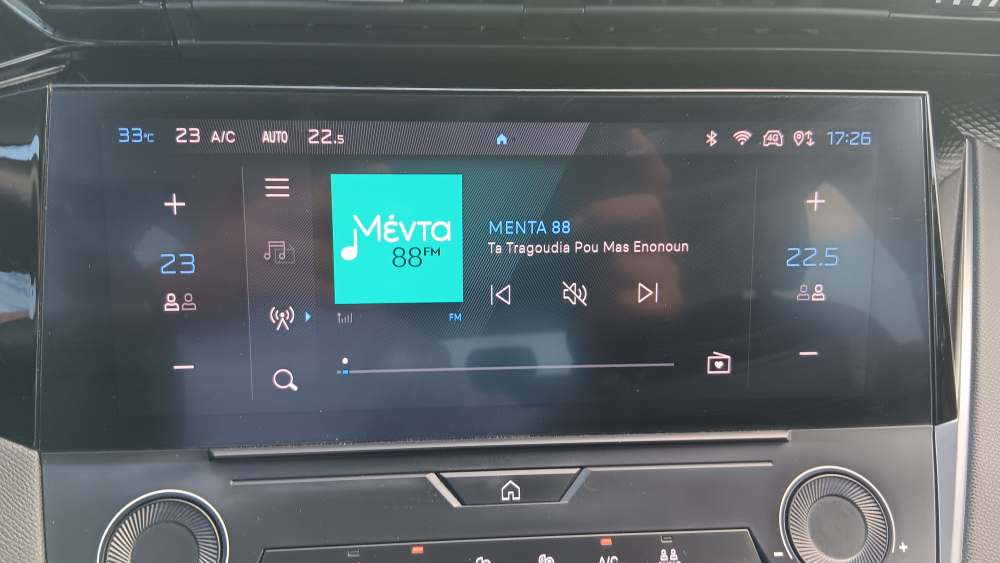 33°C 23 A/C AUTO 22.5 4G 17:26
Μέντα
88FM
MENTA 88
Ta Tragoudia Pou Mas Enonoun
23
22.5
FM
A/C